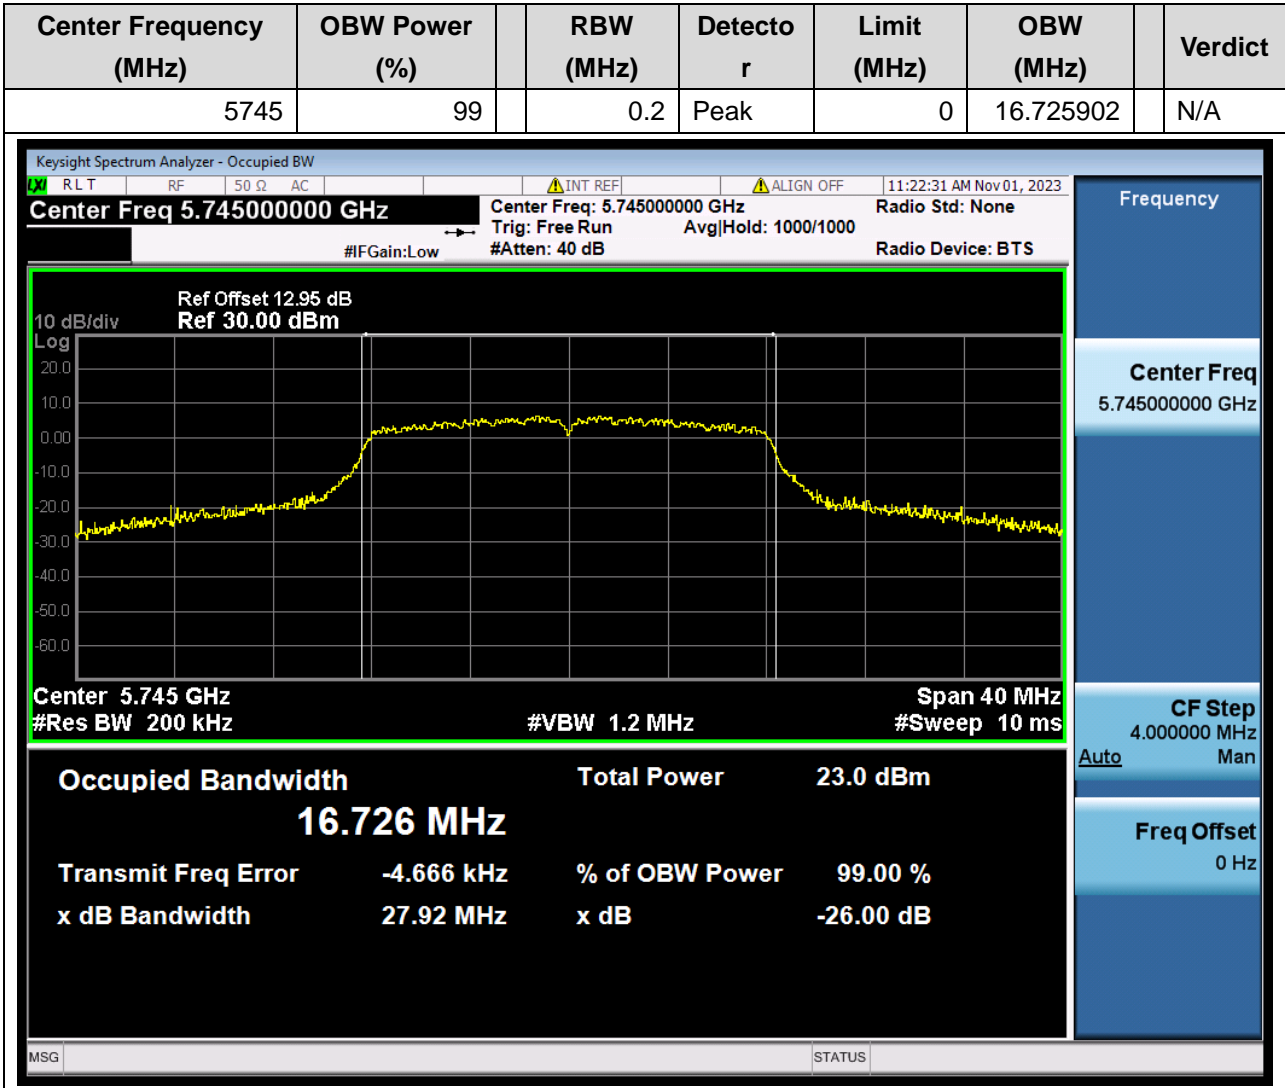 Center Frequency (MHz) OBW Power (%) RBW (MHz) Detecto r Limit (MHz) OBW (MHz) Verdict
5745 99 0.2 Peak 0 16.725902 N/A
Keysight Spectrum Analyzer - Occupied BW
LXI RLT RF 50 Ω AC INT REF ALIGN OFF 11:22:31 AM Nov 01, 2023
Center Freq 5.745000000 GHz Center Freq: 5.745000000 GHz Radio Std: None
Trig: Free Run Avg|Hold: 1000/1000
#IFGain:Low #Atten: 40 dB Radio Device: BTS
Ref Offset 12.95 dB
10 dB/div Ref 30.00 dBm
Log
20.0
10.0
0.00
-10.0
-20.0
-30.0
-40.0
-50.0
-60.0
Center 5.745 GHz Span 40 MHz
#Res BW 200 kHz #VBW 1.2 MHz #Sweep 10 ms
Occupied Bandwidth Total Power 23.0 dBm
16.726 MHz
Transmit Freq Error -4.666 kHz % of OBW Power 99.00 %
x dB Bandwidth 27.92 MHz x dB -26.00 dB
MSG STATUS
Frequency
Center Freq
5.745000000 GHz
CF Step
4.000000 MHz
Auto Man
Freq Offset
0 Hz